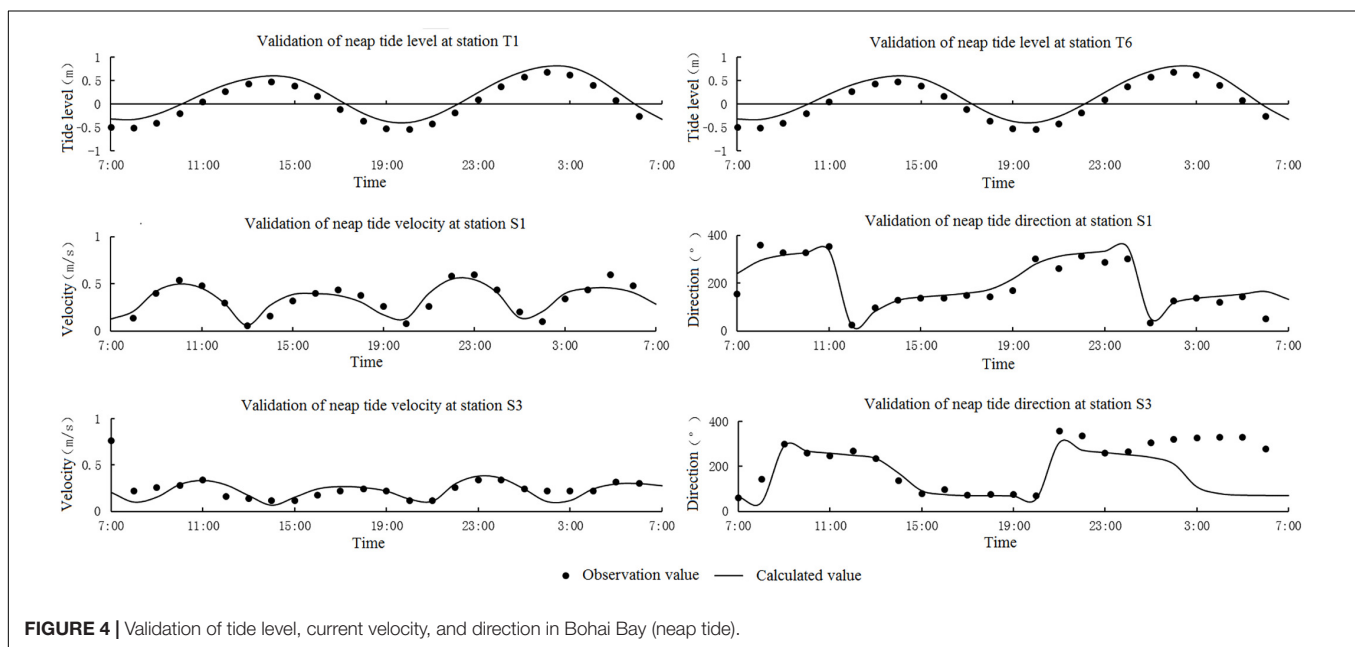 Validation of neap tide level at station T1
Tide level (m)
1
0.5
0
-0.5
-1
7:00 11:00 15:00 19:00 23:00 3:00 7:00
Time
Validation of neap tide level at station T6
Tide level (m)
1
0.5
0
-0.5
-1
7:00 11:00 15:00 19:00 23:00 3:00 7:00
Time
Validation of neap tide velocity at station S1
Velocity (m/s)
1
0.5
0
7:00 11:00 15:00 19:00 23:00 3:00 7:00
Time
Validation of neap tide direction at station S1
Direction (°)
400
200
0
7:00 11:00 15:00 19:00 23:00 3:00 7:00
Time
Validation of neap tide velocity at station S3
Velocity (m/s)
1
0.5
0
7:00 11:00 15:00 19:00 23:00 3:00 7:00
Time
Validation of neap tide direction at station S3
Direction (°)
400
200
0
7:00 11:00 15:00 19:00 23:00 3:00 7:00
Time
Observation value Calculated value
FIGURE 4 | Validation of tide level, current velocity, and direction in Bohai Bay (neap tide).